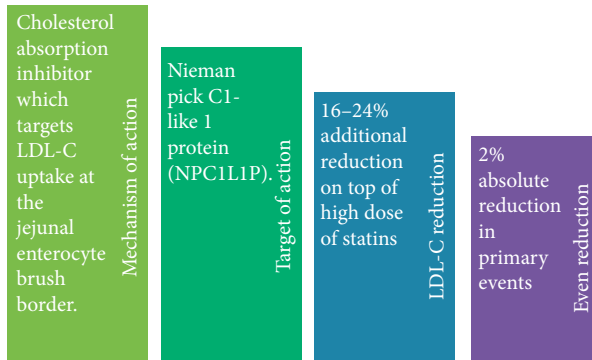 Cholesterol
absorption
inhibitor
which
targets
LDL-C
uptake at
the
jejunal
enterocyte
brush
border.
Mechanism of action
Nieman
pick C1-
like 1
protein
(NPC1L1P).
Target of action
16–24%
additional
reduction
on top of
high dose
of statins
LDL-C reduction
2%
absolute
reduction
in
primary
events
Even reduction